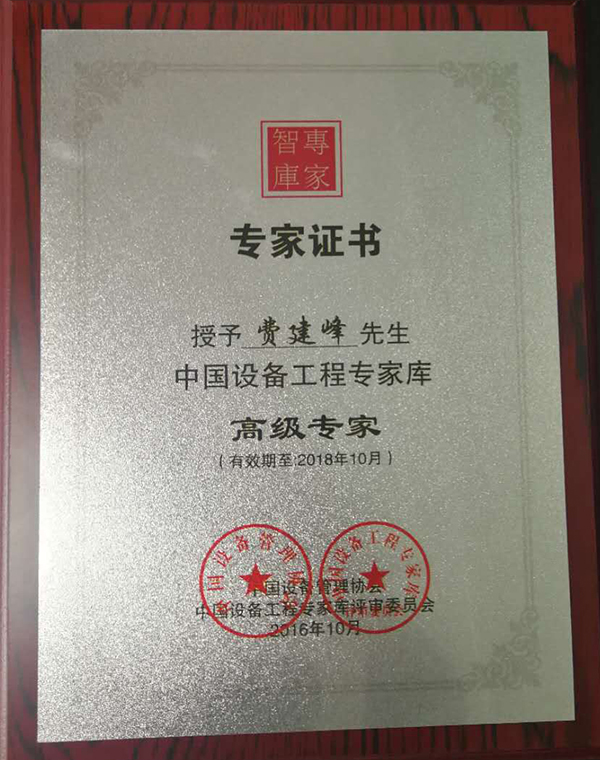 專家
智庫
专家证书
授予 费建峰 先生
中国设备工程专家库
高级专家
（有效期至:2018年10月）
中国设备管理协会
中国设备工程专家库评审委员会
2016年10月